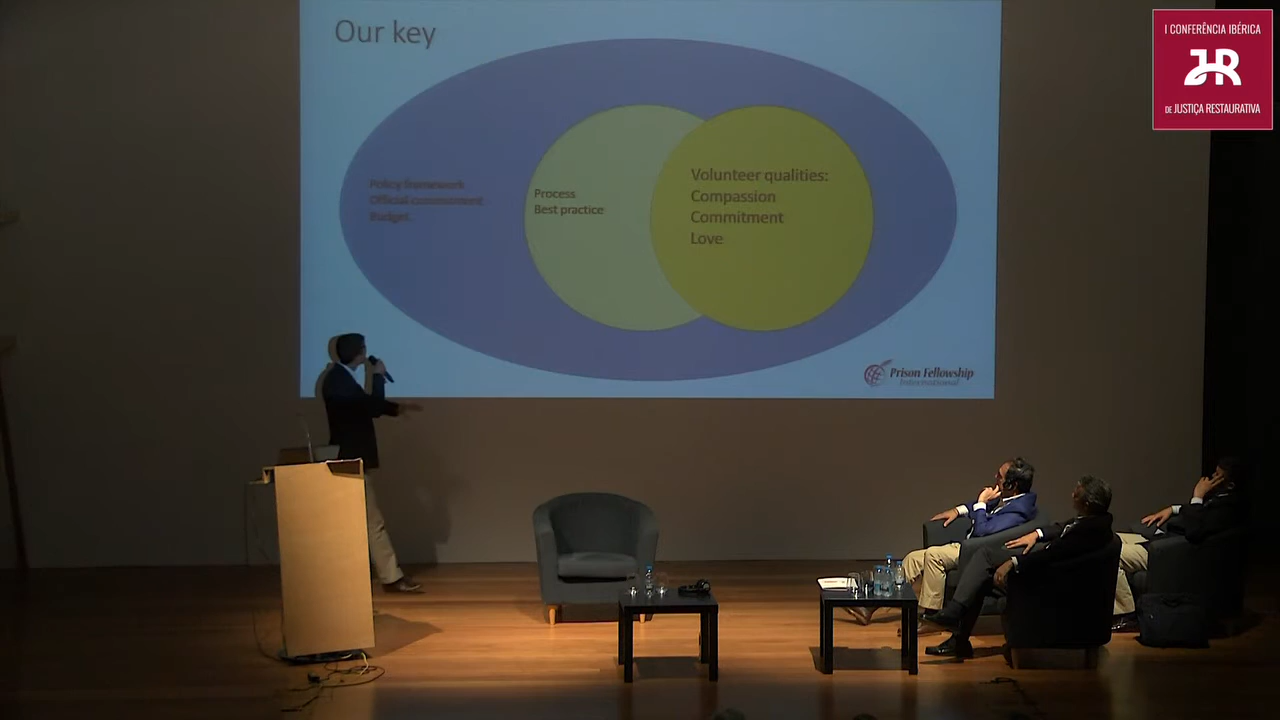 Our key
Policy framework
Official commitment
Budget
Process
Best practice
Volunteer qualities:
Compassion
Commitment
Love
Prison Fellowship
International
I CONFERÊNCIA IBÉRICA
JR
DE JUSTIÇA RESTAURATIVA